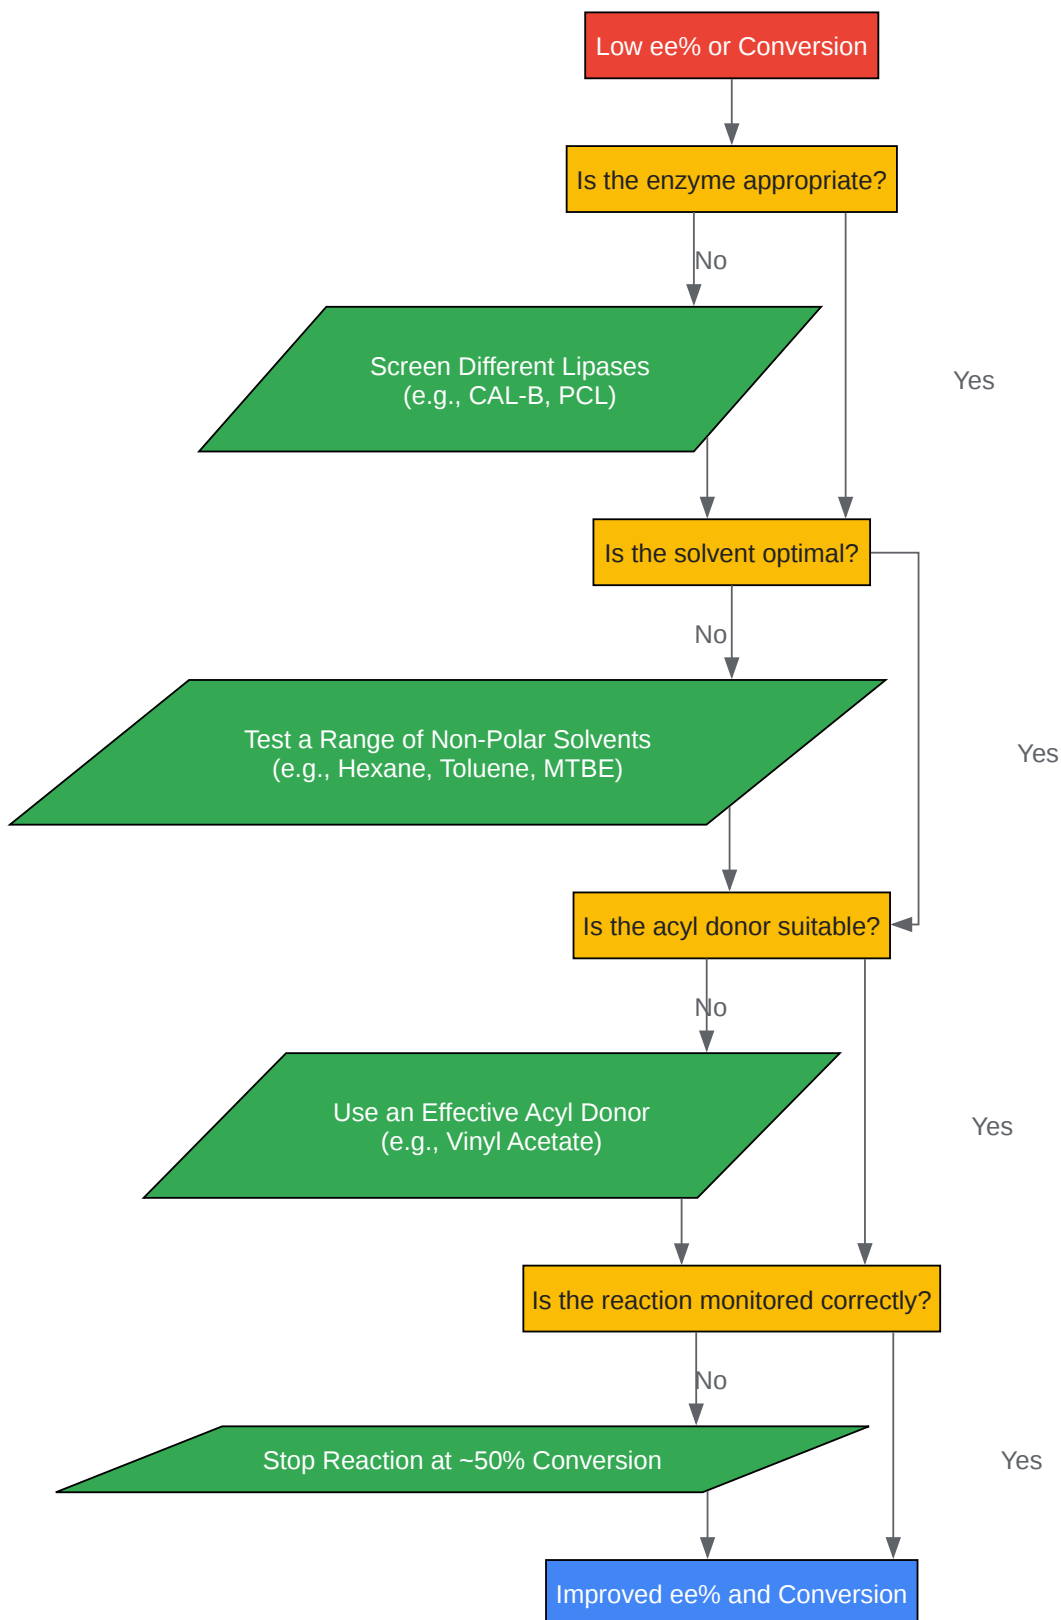 Low ee% or Conversion
Is the enzyme appropriate?
No
Screen Different Lipases
(e.g., CAL-B, PCL)
Yes
Is the solvent optimal?
No
Test a Range of Non-Polar Solvents
(e.g., Hexane, Toluene, MTBE)
Yes
Is the acyl donor suitable?
No
Use an Effective Acyl Donor
(e.g., Vinyl Acetate)
Yes
Is the reaction monitored correctly?
No
Stop Reaction at ~50% Conversion
Yes
Improved ee% and Conversion